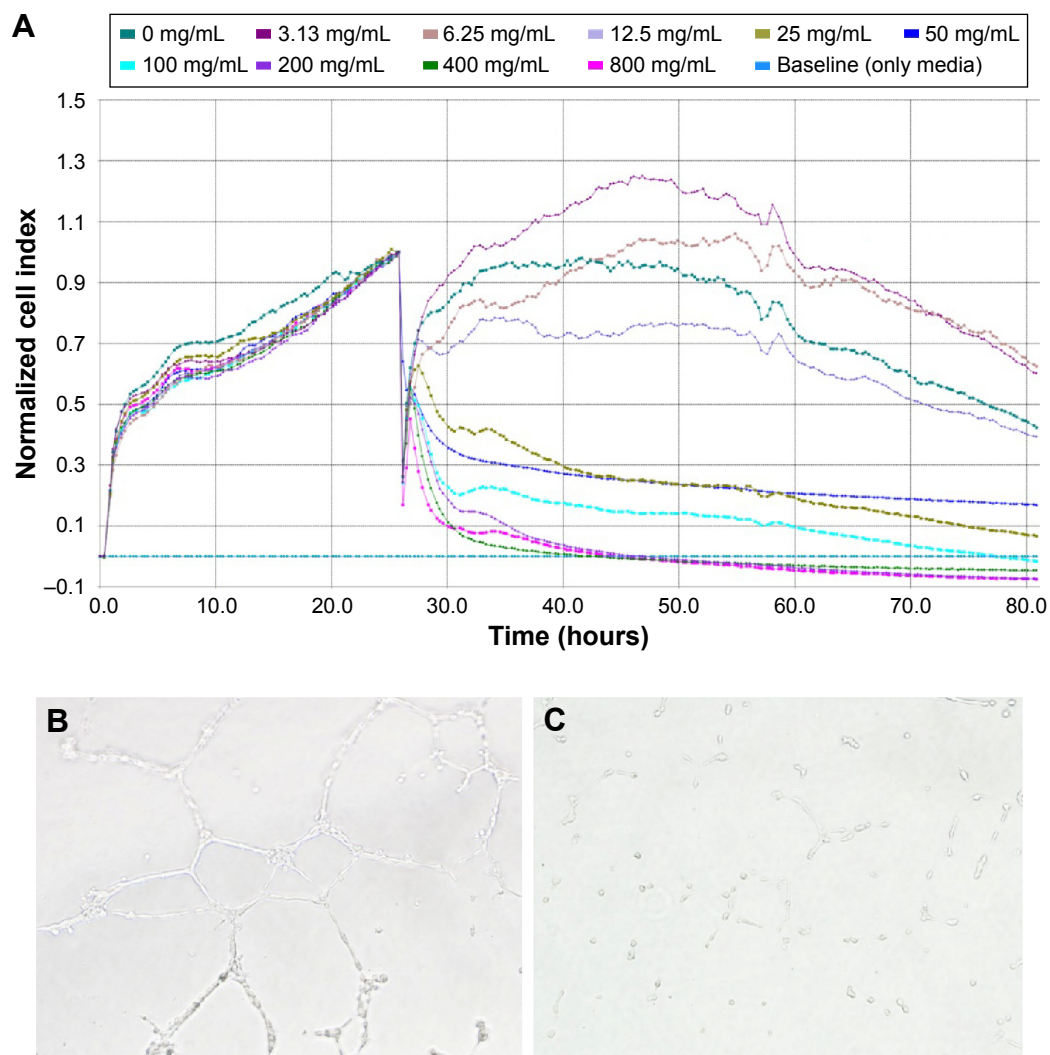 A
0 mg/mL 3.13 mg/mL 6.25 mg/mL 12.5 mg/mL 25 mg/mL 50 mg/mL
100 mg/mL 200 mg/mL 400 mg/mL 800 mg/mL Baseline (only media)
Normalized cell index
1.5
1.3
1.1
0.9
0.7
0.5
0.3
0.1
–0.1
0.0 10.0 20.0 30.0 40.0 50.0 60.0 70.0 80.0
Time (hours)
B C